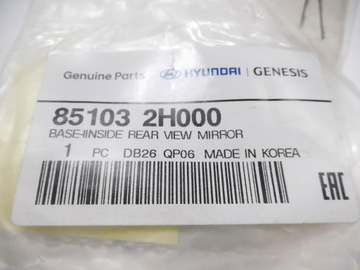 Genuine Parts HYUNDAI | GENESIS
85103 2H000
BASE-INSIDE REAR VIEW MIRROR
1 PC DB26 QP06 MADE IN KOREA
EAC